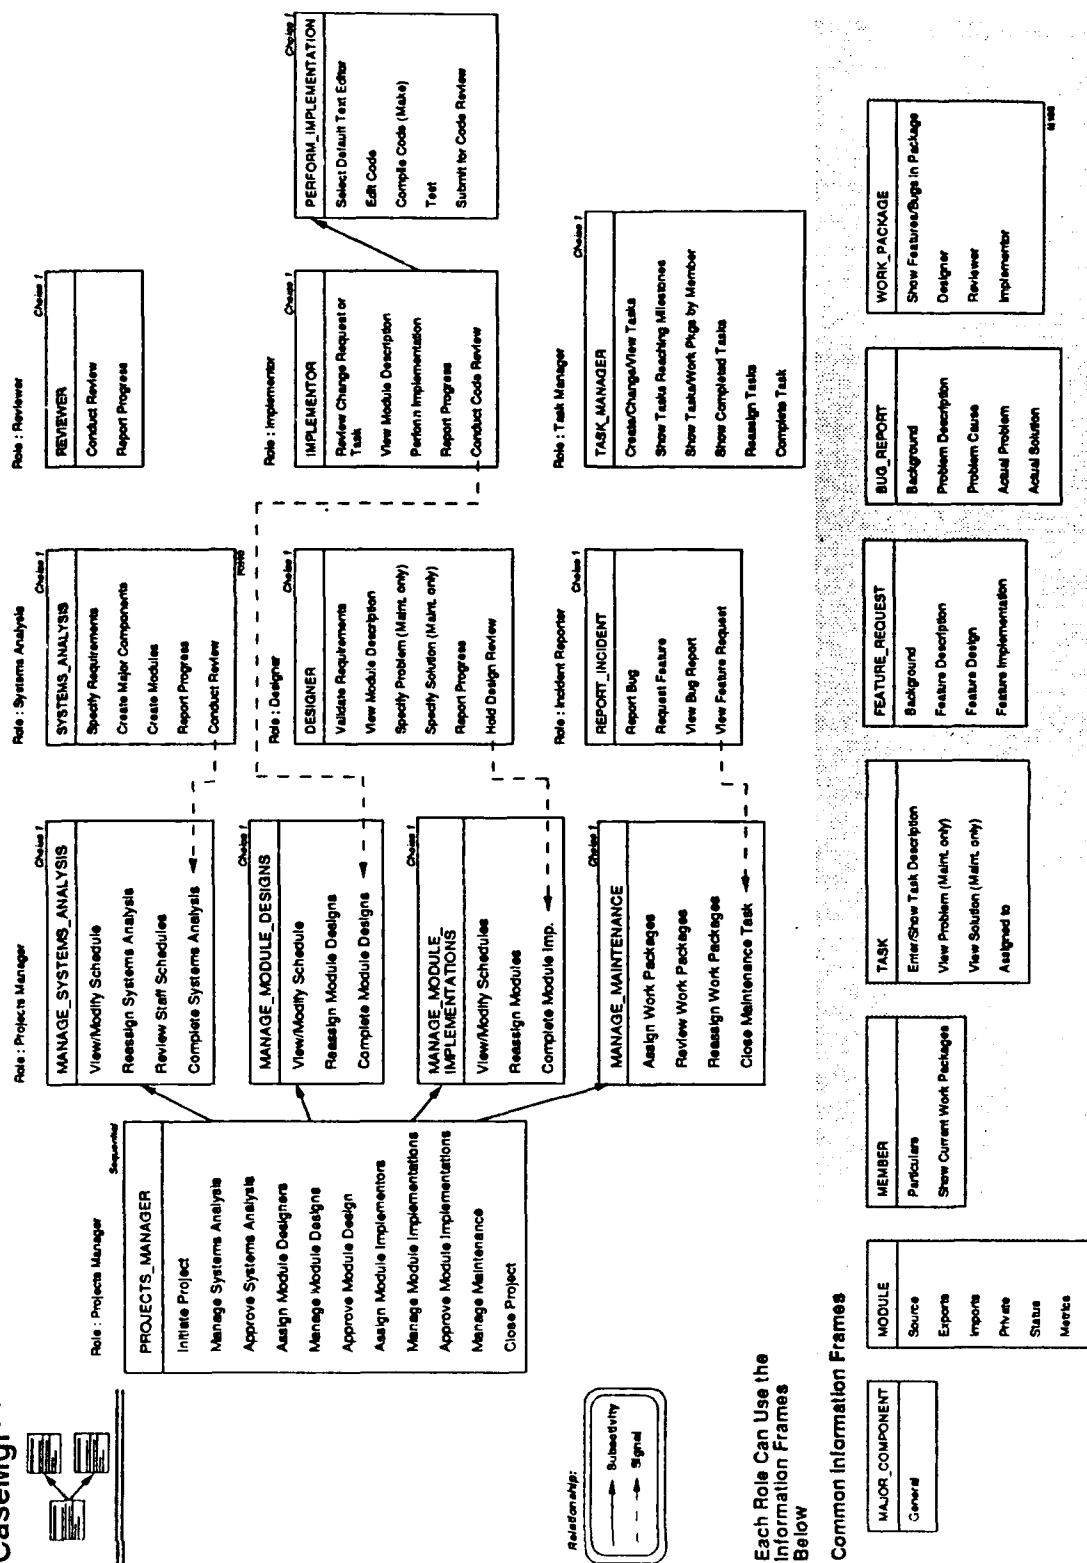 CaseMgr
Role : Projects Manager
Sequential
PROJECTS_MANAGER
Initiate Project
Manage Systems Analysis
Approve Systems Analysis
Assign Module Designers
Manage Module Designs
Approve Module Design
Assign Module Implementors
Manage Module Implementations
Approve Module Implementations
Manage Maintenance
Close Project
Role : Projects Manager
Choice 1
MANAGE_SYSTEMS_ANALYSIS
View/Modify Schedule
Reassign Systems Analysis
Review Staff Schedules
Complete Systems Analysis
Choice 1
MANAGE_MODULE_DESIGNS
View/Modify Schedule
Reassign Module Designs
Complete Module Designs
Choice 1
MANAGE_MODULE_
IMPLEMENTATIONS
View/Modify Schedules
Reassign Modules
Complete Module Imp.
Choice 1
MANAGE_MAINTENANCE
Assign Work Packages
Review Work Packages
Reassign Work Packages
Close Maintenance Task
Role : Systems Analysis
Choice 1
SYSTEMS_ANALYSIS
Specify Requirements
Create Major Components
Create Modules
Report Progress
Conduct Review
Role : Designer
Choice 1
DESIGNER
Validate Requirements
View Module Description
Specify Problem (Maint. only)
Specify Solution (Maint. only)
Report Progress
Hold Design Review
Role : Incident Reporter
Choice 1
REPORT_INCIDENT
Report Bug
Request Feature
View Bug Report
View Feature Request
Role : Reviewer
Choice 1
REVIEWER
Conduct Review
Report Progress
Role : Implementor
Choice 1
IMPLEMENTOR
Review Change Request or
Task
View Module Description
Perform Implementation
Report Progress
Conduct Code Review
Choice 1
PERFORM_IMPLEMENTATION
Select Default Text Editor
Edit Code
Compile Code (Make)
Test
Submit for Code Review
Role : Task Manager
Choice 1
TASK_MANAGER
Create/Change/View Tasks
Show Tasks Reaching Milestones
Show Tasks/Work Pkgs by Member
Show Completed Tasks
Reassign Tasks
Complete Task
Relationship:
Subsectivity
Signal
Each Role Can Use the
Information Frames
Below
Common Information Frames
MAJOR_COMPONENT
General
MODULE
Source
Exports
Imports
Private
Status
Metrics
MEMBER
Particulars
Show Current Work Packages
TASK
Enter/Show Task Description
View Problem (Maint. only)
View Solution (Maint. only)
Assigned to
FEATURE_REQUEST
Background
Feature Description
Feature Design
Feature Implementation
BUG_REPORT
Background
Problem Description
Problem Cause
Actual Problem
Actual Solution
WORK_PACKAGE
Show Features/Bugs in Package
Designer
Reviewer
Implementor